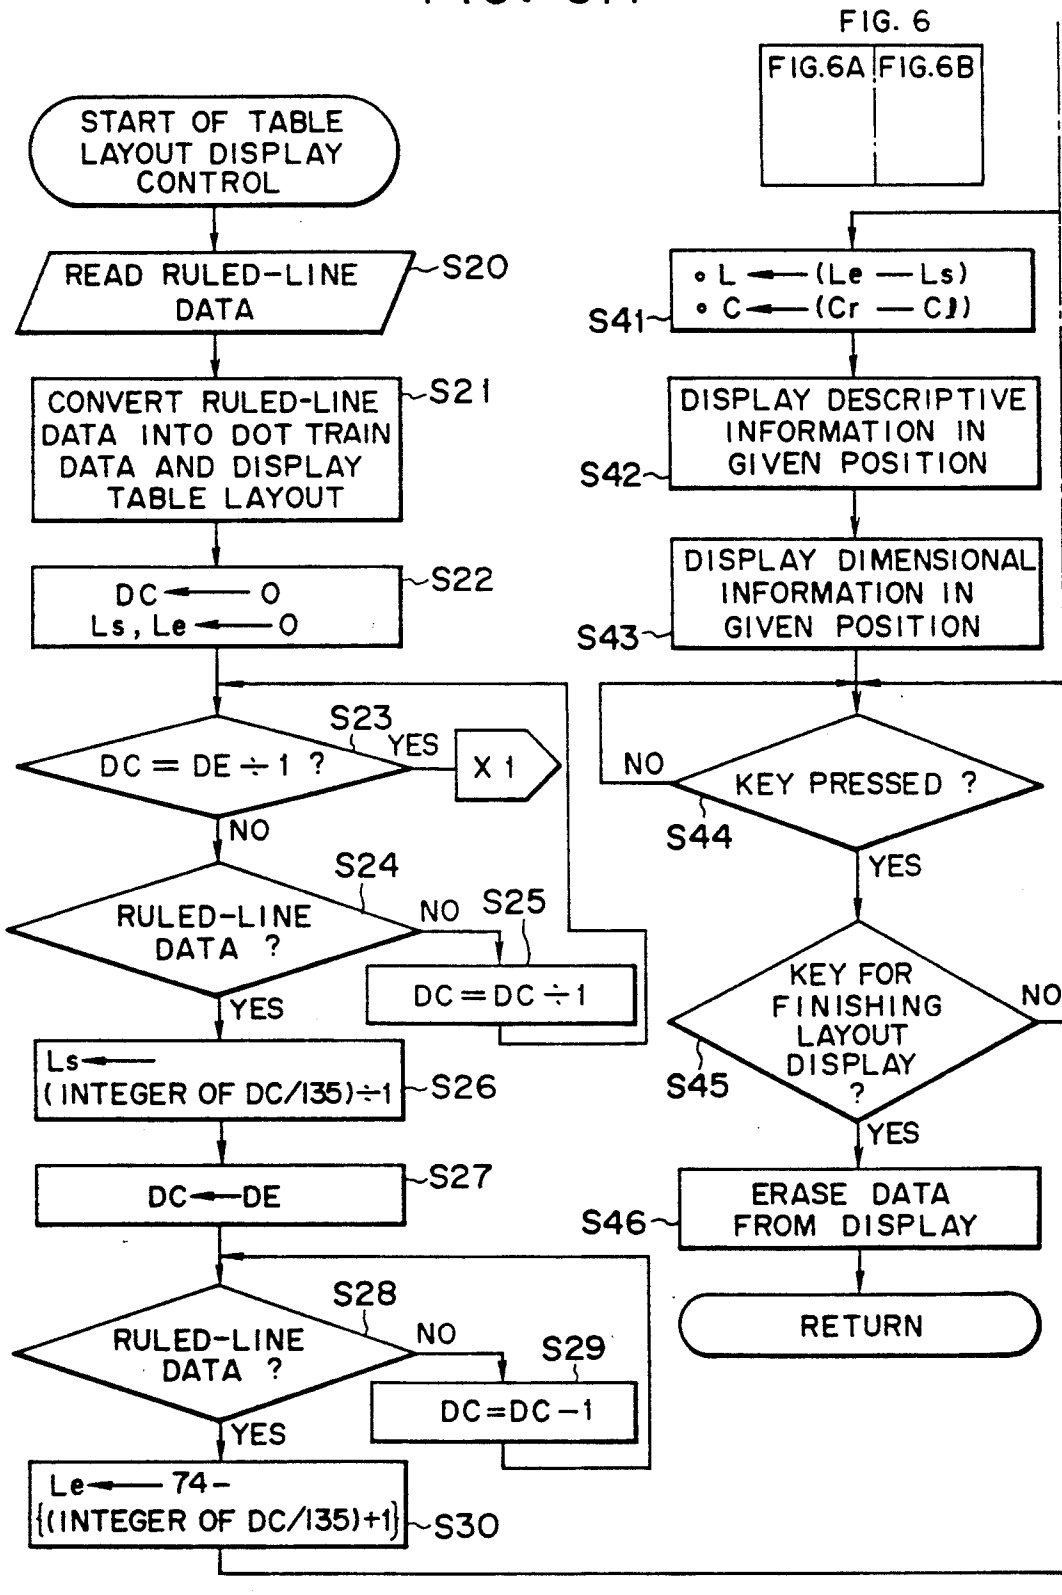 FIG. 6
FIG.6A FIG.6B
START OF TABLE
LAYOUT DISPLAY
CONTROL
READ RULED-LINE
DATA
S20
CONVERT RULED-LINE
DATA INTO DOT TRAIN
DATA AND DISPLAY
TABLE LAYOUT
S21
DC ← 0
Ls, Le ← 0
S22
DC = DE ÷ 1 ?
S23
YES
X 1
NO
RULED-LINE
DATA ?
S24
NO
S25
DC = DC ÷ 1
YES
Ls ←
(INTEGER OF DC/135) ÷ 1
S26
DC ← DE
S27
RULED-LINE
DATA ?
S28
NO
S29
DC = DC - 1
YES
Le ← 74 -
{(INTEGER OF DC/135)+1}
S30
∘ L ← (Le — Ls)
∘ C ← (Cr — Cl)
S41
DISPLAY DESCRIPTIVE
INFORMATION IN
GIVEN POSITION
S42
DISPLAY DIMENSIONAL
INFORMATION IN
GIVEN POSITION
S43
NO
KEY PRESSED ?
S44
YES
KEY FOR
FINISHING
LAYOUT
DISPLAY
?
NO
S45
YES
ERASE DATA
FROM DISPLAY
S46
RETURN